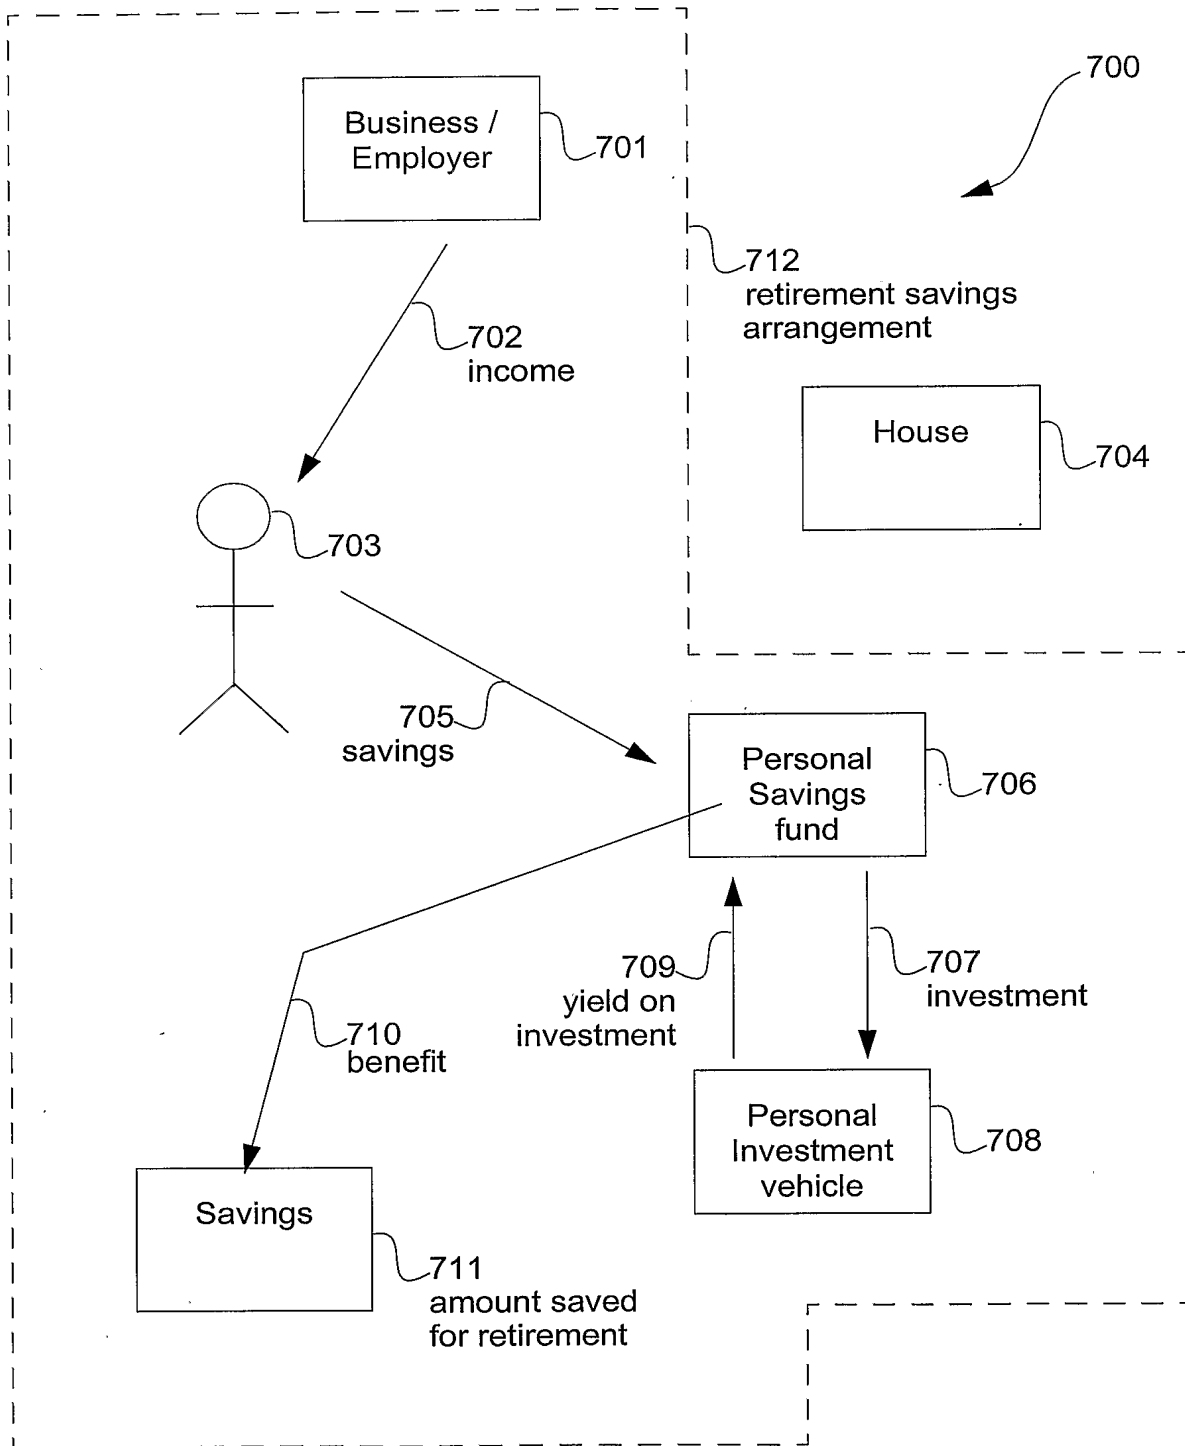 700
Business /
Employer
701
712
retirement savings
arrangement
702
income
House
704
703
705
savings
Personal
Savings
fund
706
709
yield on
investment
707
investment
710
benefit
Personal
Investment
vehicle
708
Savings
711
amount saved
for retirement